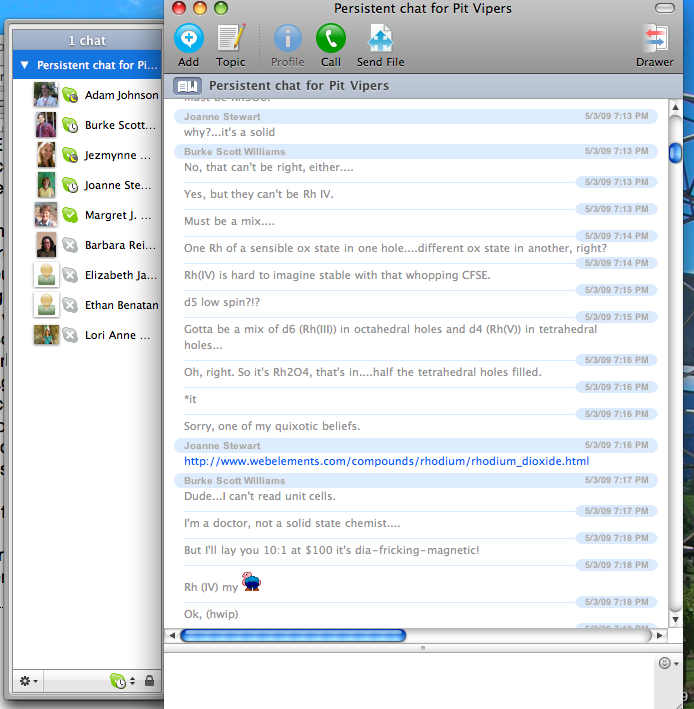 1 chat
Persistent chat for Pi...
Adam Johnson
Burke Scott...
Jezmynne ...
Joanne Ste...
Margret J. ...
Barbara Rei...
Elizabeth Ja...
Ethan Benatan
Lori Anne ...
Persistent chat for Pit Vipers
Add
Topic
Profile
Call
Send File
Drawer
Persistent chat for Pit Vipers
Joanne Stewart 5/3/09 7:13 PM
why?...it's a solid
Burke Scott Williams 5/3/09 7:13 PM
No, that can't be right, either....
5/3/09 7:13 PM
Yes, but they can't be Rh IV.
5/3/09 7:13 PM
Must be a mix....
5/3/09 7:14 PM
One Rh of a sensible ox state in one hole....different ox state in another, right?
5/3/09 7:14 PM
Rh(IV) is hard to imagine stable with that whopping CFSE.
5/3/09 7:15 PM
d5 low spin?!?
5/3/09 7:15 PM
Gotta be a mix of d6 (Rh(III)) in octahedral holes and d4 (Rh(V)) in tetrahedral
holes...
5/3/09 7:16 PM
Oh, right. So it's Rh2O4, that's in....half the tetrahedral holes filled.
5/3/09 7:16 PM
*it
5/3/09 7:16 PM
Sorry, one of my quixotic beliefs.
Joanne Stewart 5/3/09 7:16 PM
http://www.webelements.com/compounds/rhodium/rhodium_dioxide.html
Burke Scott Williams 5/3/09 7:17 PM
Dude...I can't read unit cells.
5/3/09 7:17 PM
I'm a doctor, not a solid state chemist....
5/3/09 7:18 PM
But I'll lay you 10:1 at $100 it's dia-fricking-magnetic!
5/3/09 7:18 PM
Rh (IV) my
5/3/09 7:18 PM
Ok, (hwip)